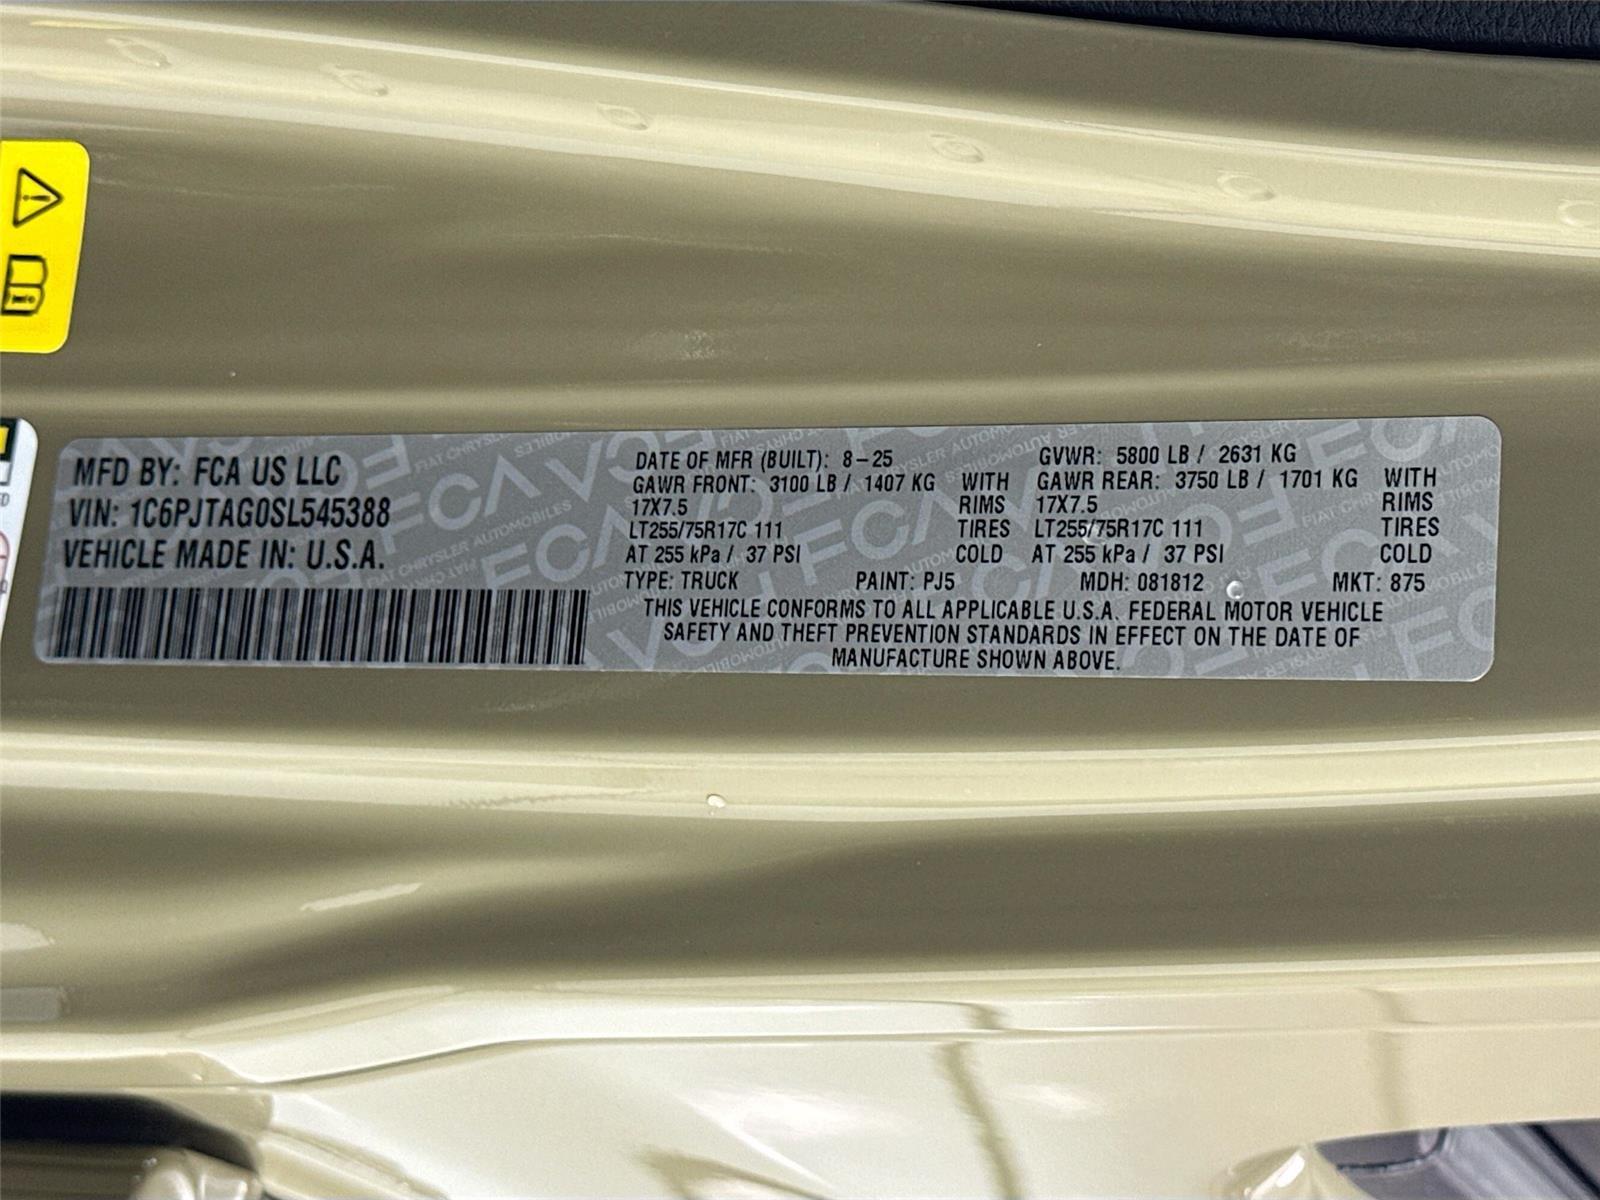 MFD BY: FCA US LLC
VIN: 1C6PJTAG0SL545388
VEHICLE MADE IN: U.S.A.
DATE OF MFR (BUILT): 8-25 GVWR: 5800 LB / 2631 KG
GAWR FRONT: 3100 LB / 1407 KG WITH GAWR REAR: 3750 LB / 1701 KG WITH
17X7.5 RIMS 17X7.5 RIMS
LT255/75R17C 111 TIRES LT255/75R17C 111 TIRES
AT 255 kPa / 37 PSI COLD AT 255 kPa / 37 PSI COLD
TYPE: TRUCK PAINT: PJ5 MDH: 081812 MKT: 875
THIS VEHICLE CONFORMS TO ALL APPLICABLE U.S.A. FEDERAL MOTOR VEHICLE
SAFETY AND THEFT PREVENTION STANDARDS IN EFFECT ON THE DATE OF
MANUFACTURE SHOWN ABOVE.